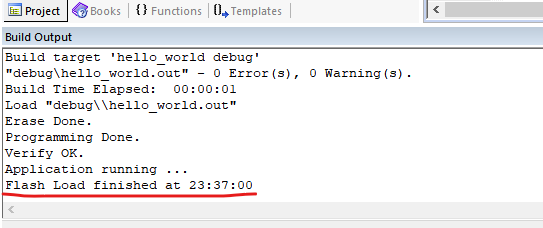 Project Books {} Functions 0→ Templates
Build Output
Build target 'hello_world debug'
"debug\hello_world.out" - 0 Error(s), 0 Warning(s).
Build Time Elapsed:  00:00:01
Load "debug\\hello_world.out"
Erase Done.
Programming Done.
Verify OK.
Application running ...
Flash Load finished at 23:37:00